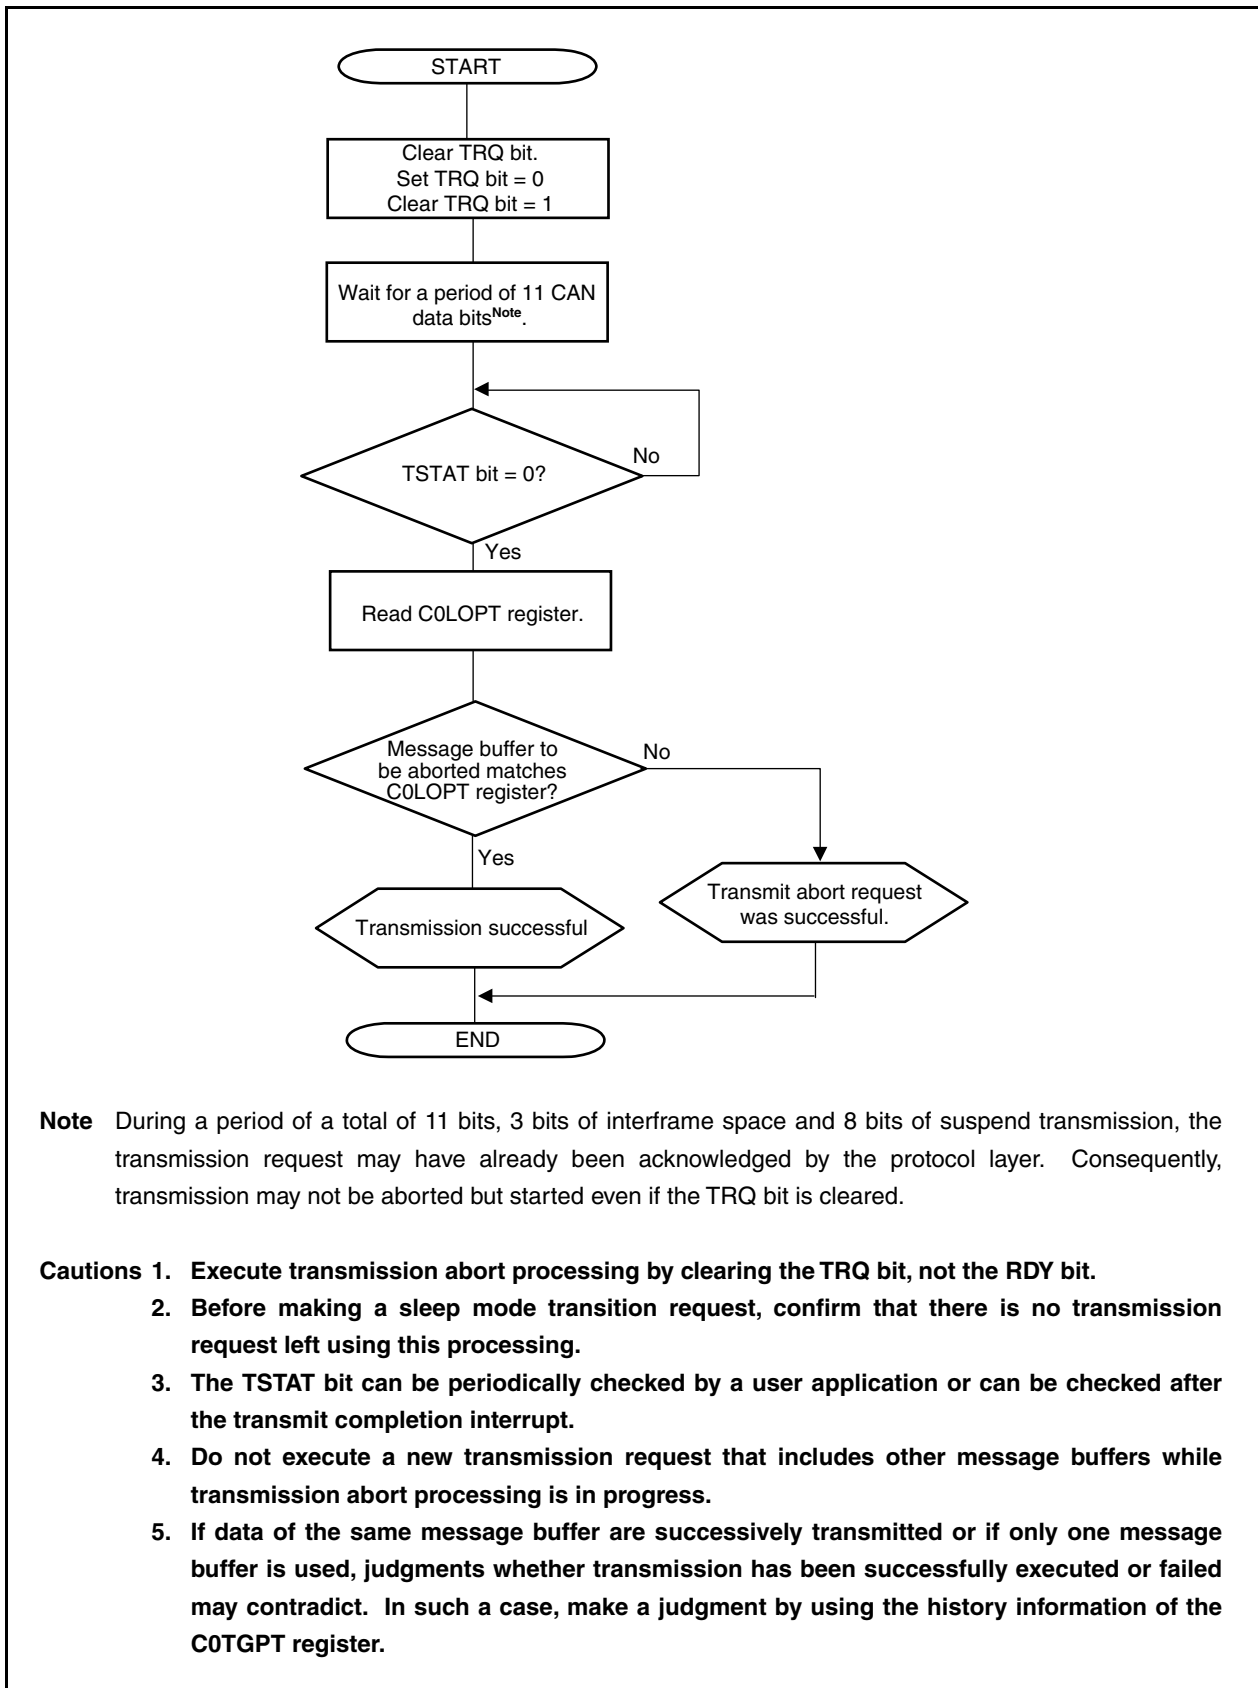 START
Clear TRQ bit.
Set TRQ bit = 0
Clear TRQ bit = 1
Wait for a period of 11 CAN
data bitsNote.
No
TSTAT bit = 0?
Yes
Read C0LOPT register.
Message buffer to
be aborted matches
C0LOPT register?
No
Yes
Transmit abort request
was successful.
Transmission successful
END
Note During a period of a total of 11 bits, 3 bits of interframe space and 8 bits of suspend transmission, the
transmission request may have already been acknowledged by the protocol layer. Consequently,
transmission may not be aborted but started even if the TRQ bit is cleared.
Cautions 1. Execute transmission abort processing by clearing the TRQ bit, not the RDY bit.
2. Before making a sleep mode transition request, confirm that there is no transmission
request left using this processing.
3. The TSTAT bit can be periodically checked by a user application or can be checked after
the transmit completion interrupt.
4. Do not execute a new transmission request that includes other message buffers while
transmission abort processing is in progress.
5. If data of the same message buffer are successively transmitted or if only one message
buffer is used, judgments whether transmission has been successfully executed or failed
may contradict. In such a case, make a judgment by using the history information of the
C0TGPT register.